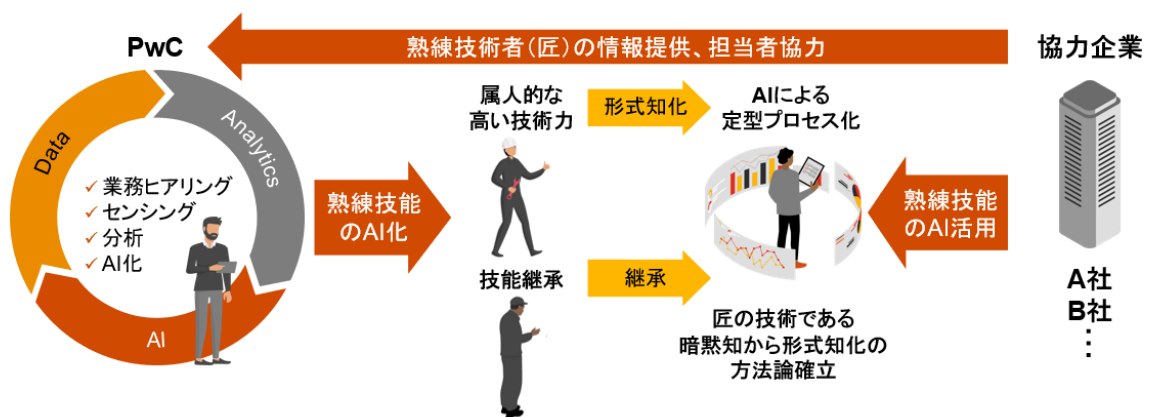 PwC
熟練技術者（匠）の情報提供、担当者協力
協力企業
Data
Analytics
AI
✓業務ヒアリング
✓センシング
✓分析
✓AI化
熟練技能
のAI化
属人的な
高い技術力
形式知化
AIによる
定型プロセス化
技能継承
継承
匠の技術である
暗黙知から形式知化の
方法論確立
熟練技能
のAI活用
A社
B社
⋮